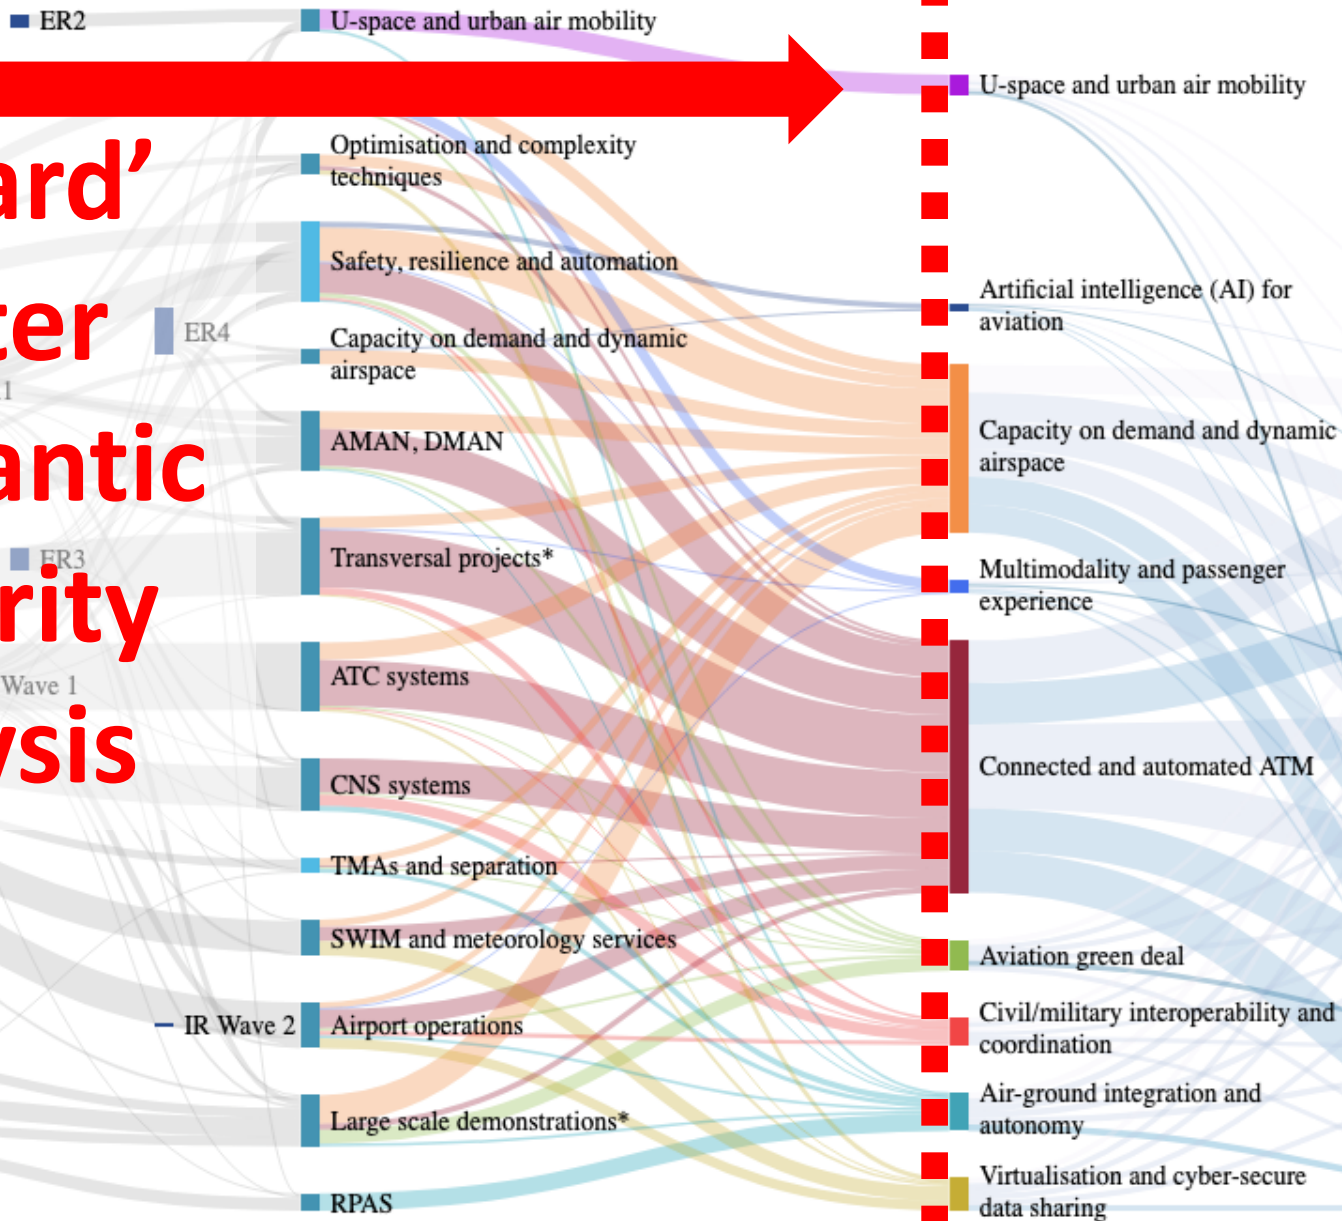 ER2
U-space and urban air mobility
U-space and urban air mobility
ard’
Optimisation and complexity
techniques
Safety, resilience and automation
Artificial intelligence (AI) for
aviation
ter
ER4
Capacity on demand and dynamic
airspace
1
Capacity on demand and dynamic
airspace
AMAN, DMAN
antic
ER3
Transversal projects*
Multimodality and passenger
experience
rity
Wave 1
ATC systems
ysis
CNS systems
Connected and automated ATM
TMAs and separation
SWIM and meteorology services
Aviation green deal
IR Wave 2
Airport operations
Civil/military interoperability and
coordination
Large scale demonstrations*
Air-ground integration and
autonomy
RPAS
Virtualisation and cyber-secure
data sharing